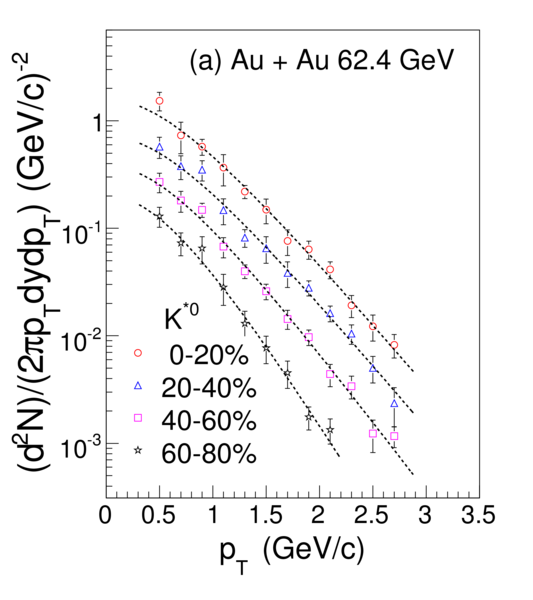 (a) Au + Au 62.4 GeV
(d²N)/(2πp_T dydp_T) (GeV/c)⁻²
1
10⁻¹
10⁻²
10⁻³
K*⁰
0-20%
20-40%
40-60%
60-80%
0 0.5 1 1.5 2 2.5 3 3.5
p_T (GeV/c)